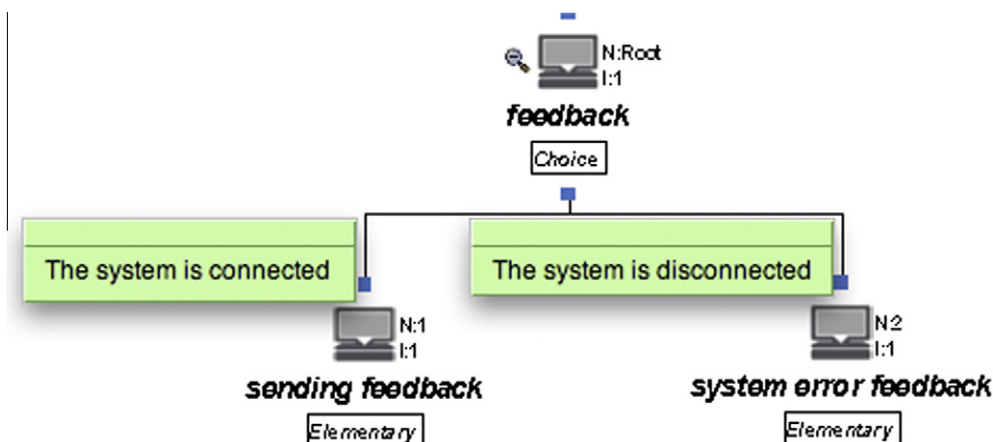 N:Root
I:1
feedback
Choice
The system is connected
The system is disconnected
N:1
I:1
N:2
I:1
sending feedback
system error feedback
Elementary
Elementary